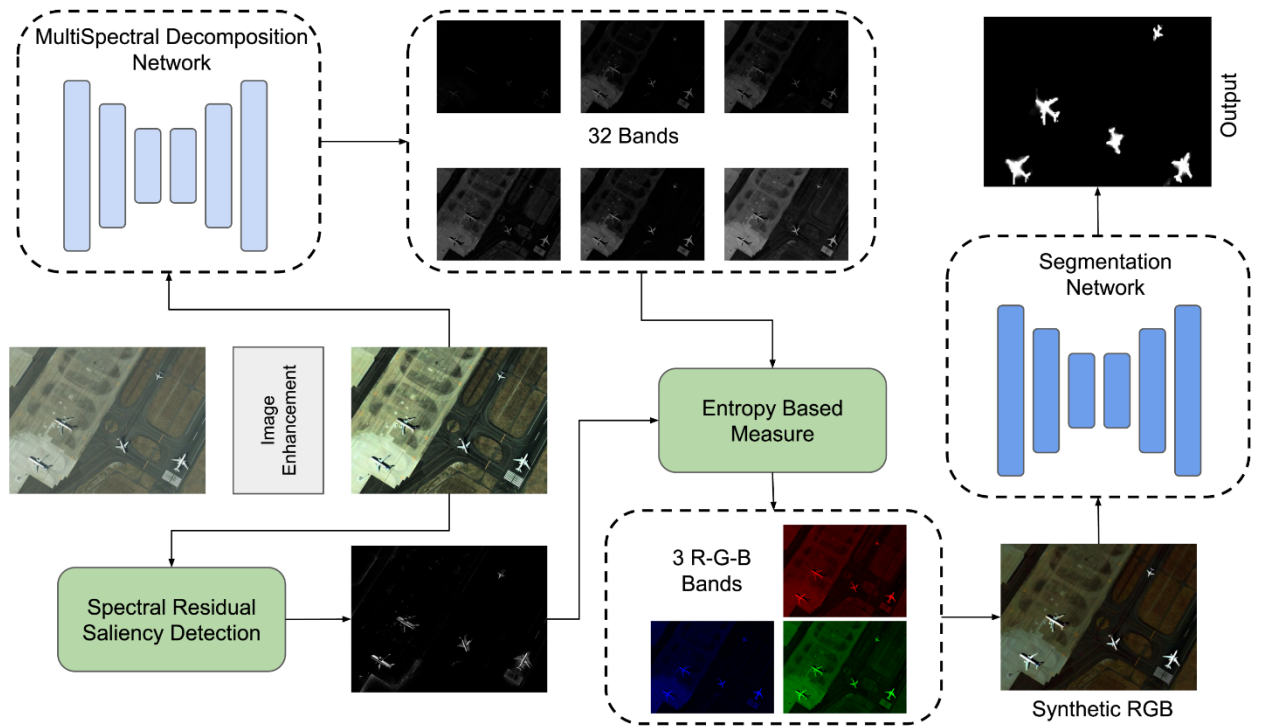 MultiSpectral Decomposition
Network
32 Bands
Output
Segmentation
Network
Image
Enhancement
Entropy Based
Measure
Spectral Residual
Saliency Detection
3 R-G-B
Bands
Synthetic RGB